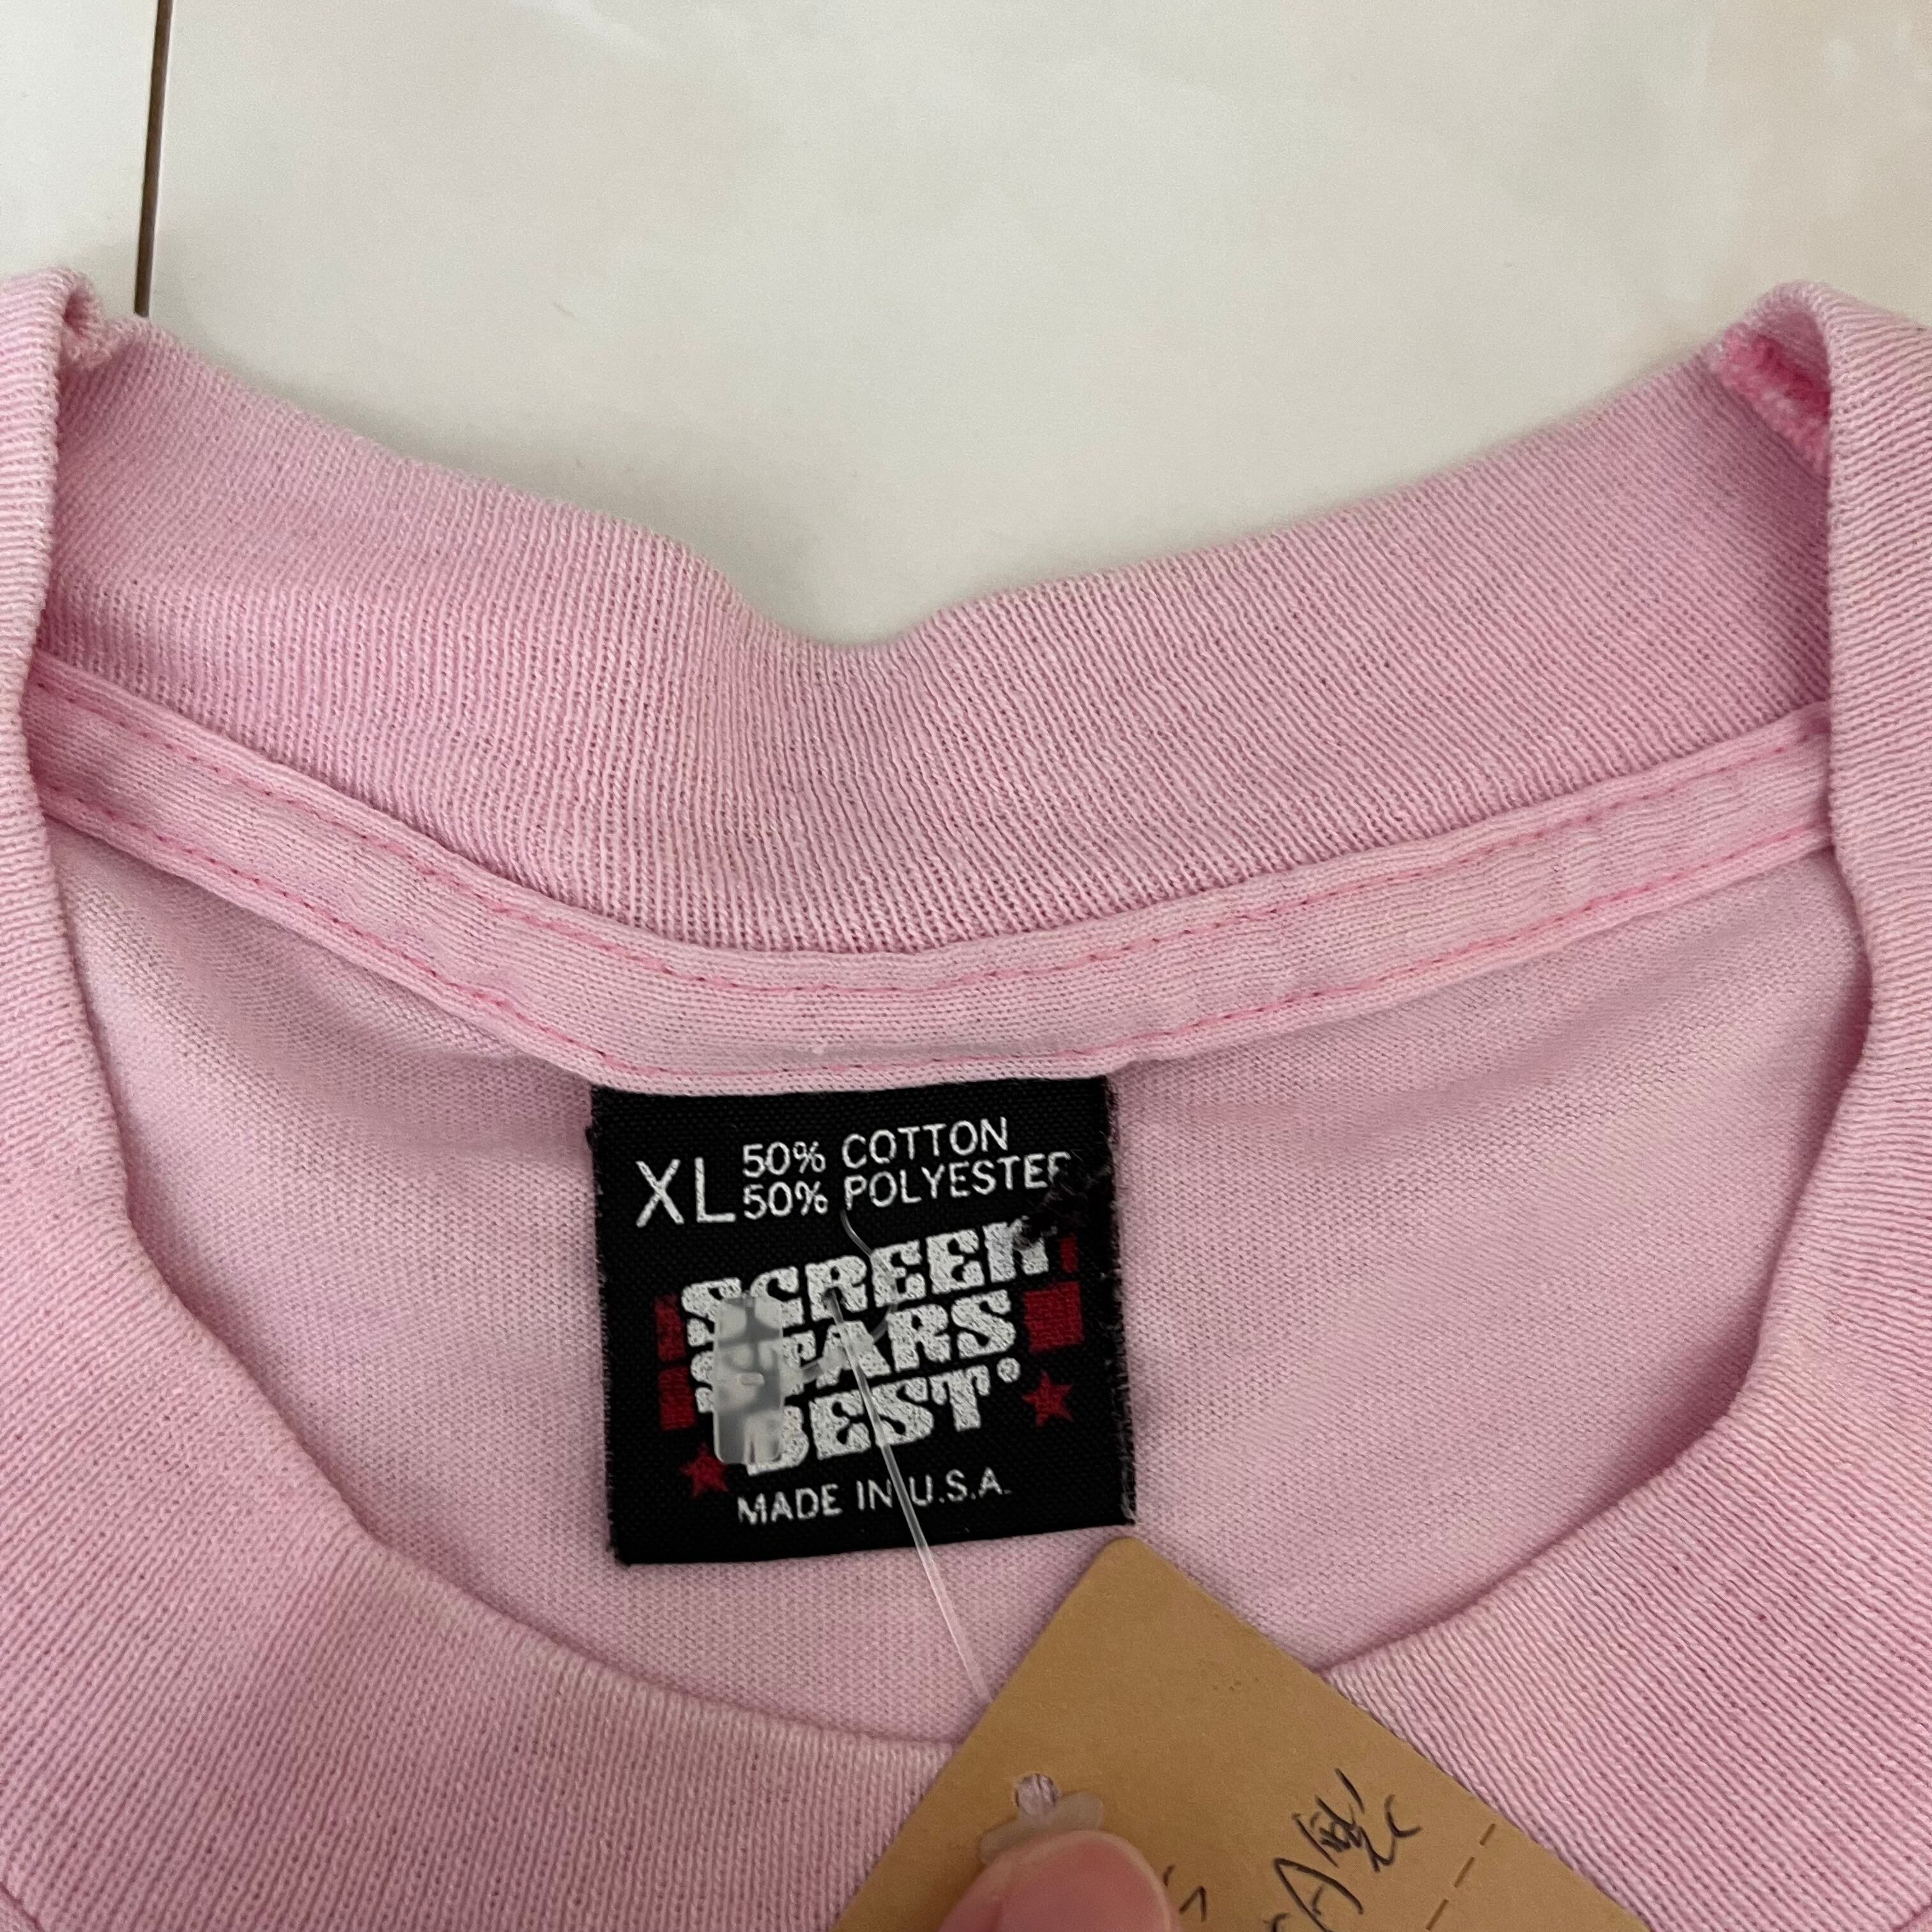 XL 50% COTTON
50% POLYESTER
SCREEN
STARS
BEST®
MADE IN U.S.A.